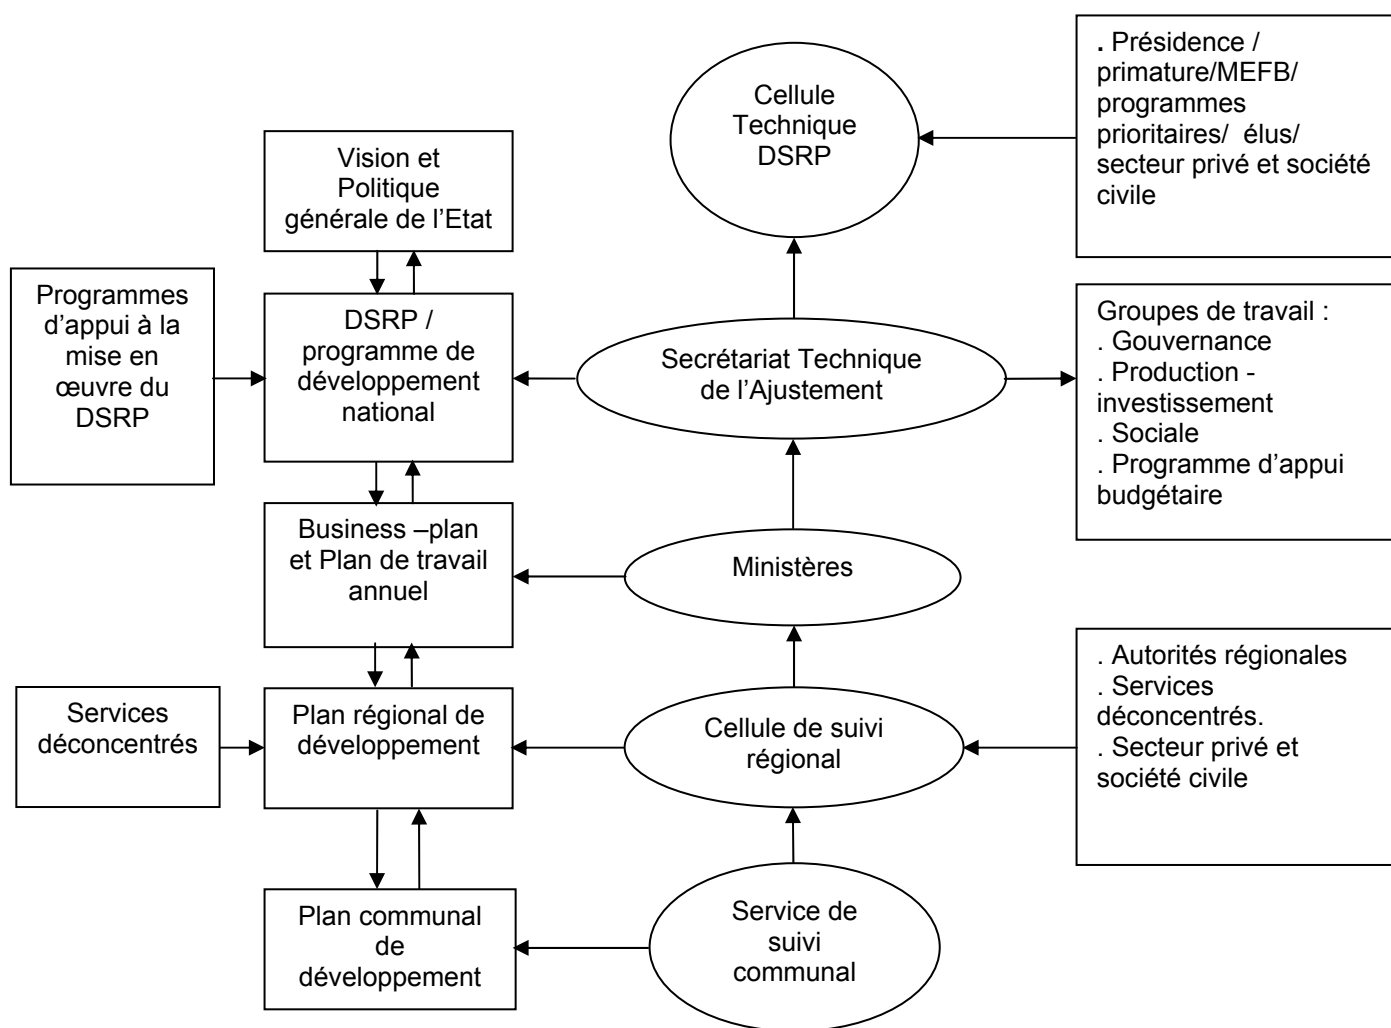 . Présidence /
primature/MEFB/
programmes
prioritaires/ élus/
secteur privé et société
civile
Cellule
Technique
DSRP
Vision et
Politique
générale de l’Etat
Programmes
d’appui à la
mise en
œuvre du
DSRP
DSRP /
programme de
développement
national
Secrétariat Technique
de l’Ajustement
Groupes de travail :
. Gouvernance
. Production -
investissement
. Sociale
. Programme d’appui
budgétaire
Business –plan
et Plan de travail
annuel
Ministères
Services
déconcentrés
Plan régional de
développement
Cellule de suivi
régional
. Autorités régionales
. Services
déconcentrés.
. Secteur privé et
société civile
Plan communal
de
développement
Service de
suivi
communal